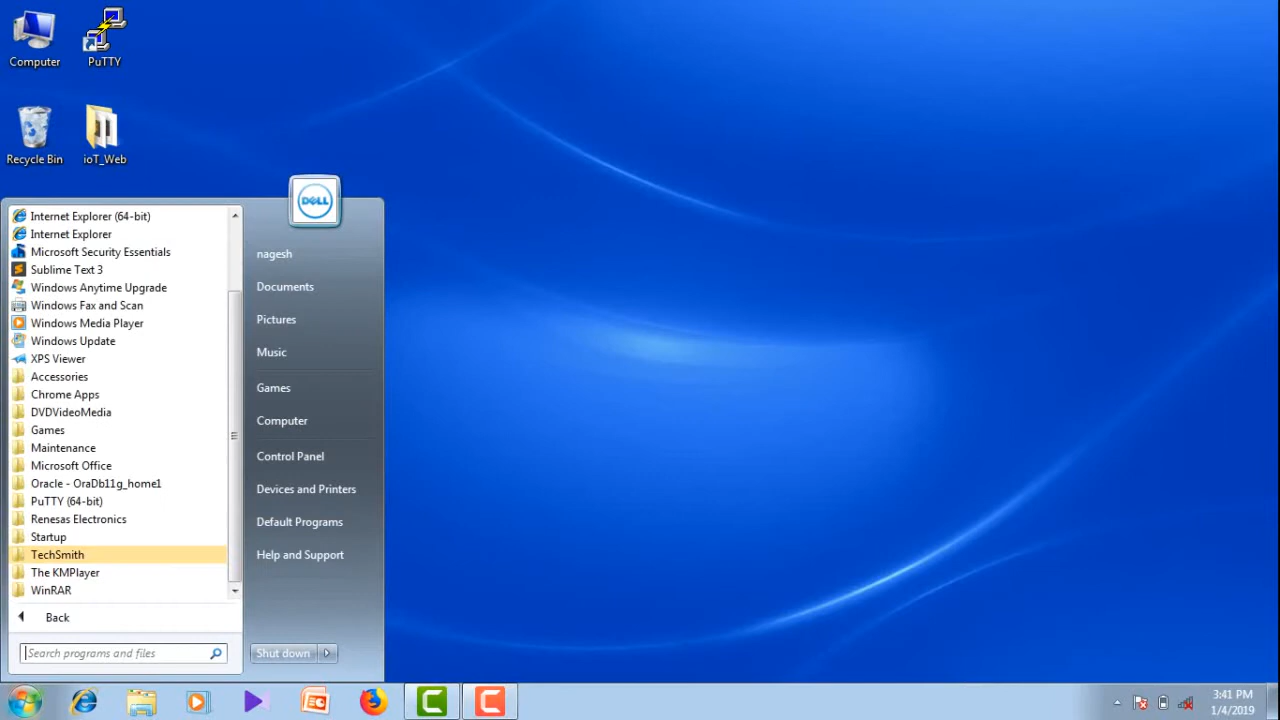 Computer
PuTTY
Recycle Bin
ioT_Web
DELL
Internet Explorer (64-bit)
Internet Explorer
Microsoft Security Essentials
Sublime Text 3
Windows Anytime Upgrade
Windows Fax and Scan
Windows Media Player
Windows Update
XPS Viewer
Accessories
Chrome Apps
DVDVideoMedia
Games
Maintenance
Microsoft Office
Oracle - OraDb11g_home1
PuTTY (64-bit)
Renesas Electronics
Startup
TechSmith
The KMPlayer
WinRAR
Back
Search programs and files
nagesh
Documents
Pictures
Music
Games
Computer
Control Panel
Devices and Printers
Default Programs
Help and Support
Shut down
3:41 PM
1/4/2019